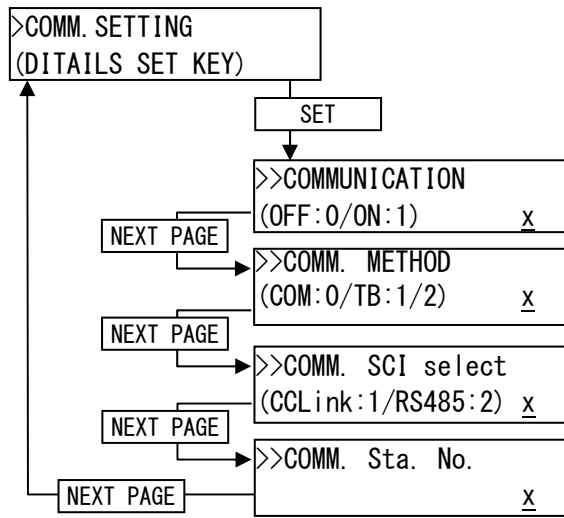 >COMM.SETTING
(DITAILS SET KEY)
SET
>>COMMUNICATION
(OFF:0/ON:1) x
NEXT PAGE
>>COMM. METHOD
(COM:0/TB:1/2) x
NEXT PAGE
>>COMM. SCI select
(CCLink:1/RS485:2) x
NEXT PAGE
>>COMM. Sta. No.
NEXT PAGE
x